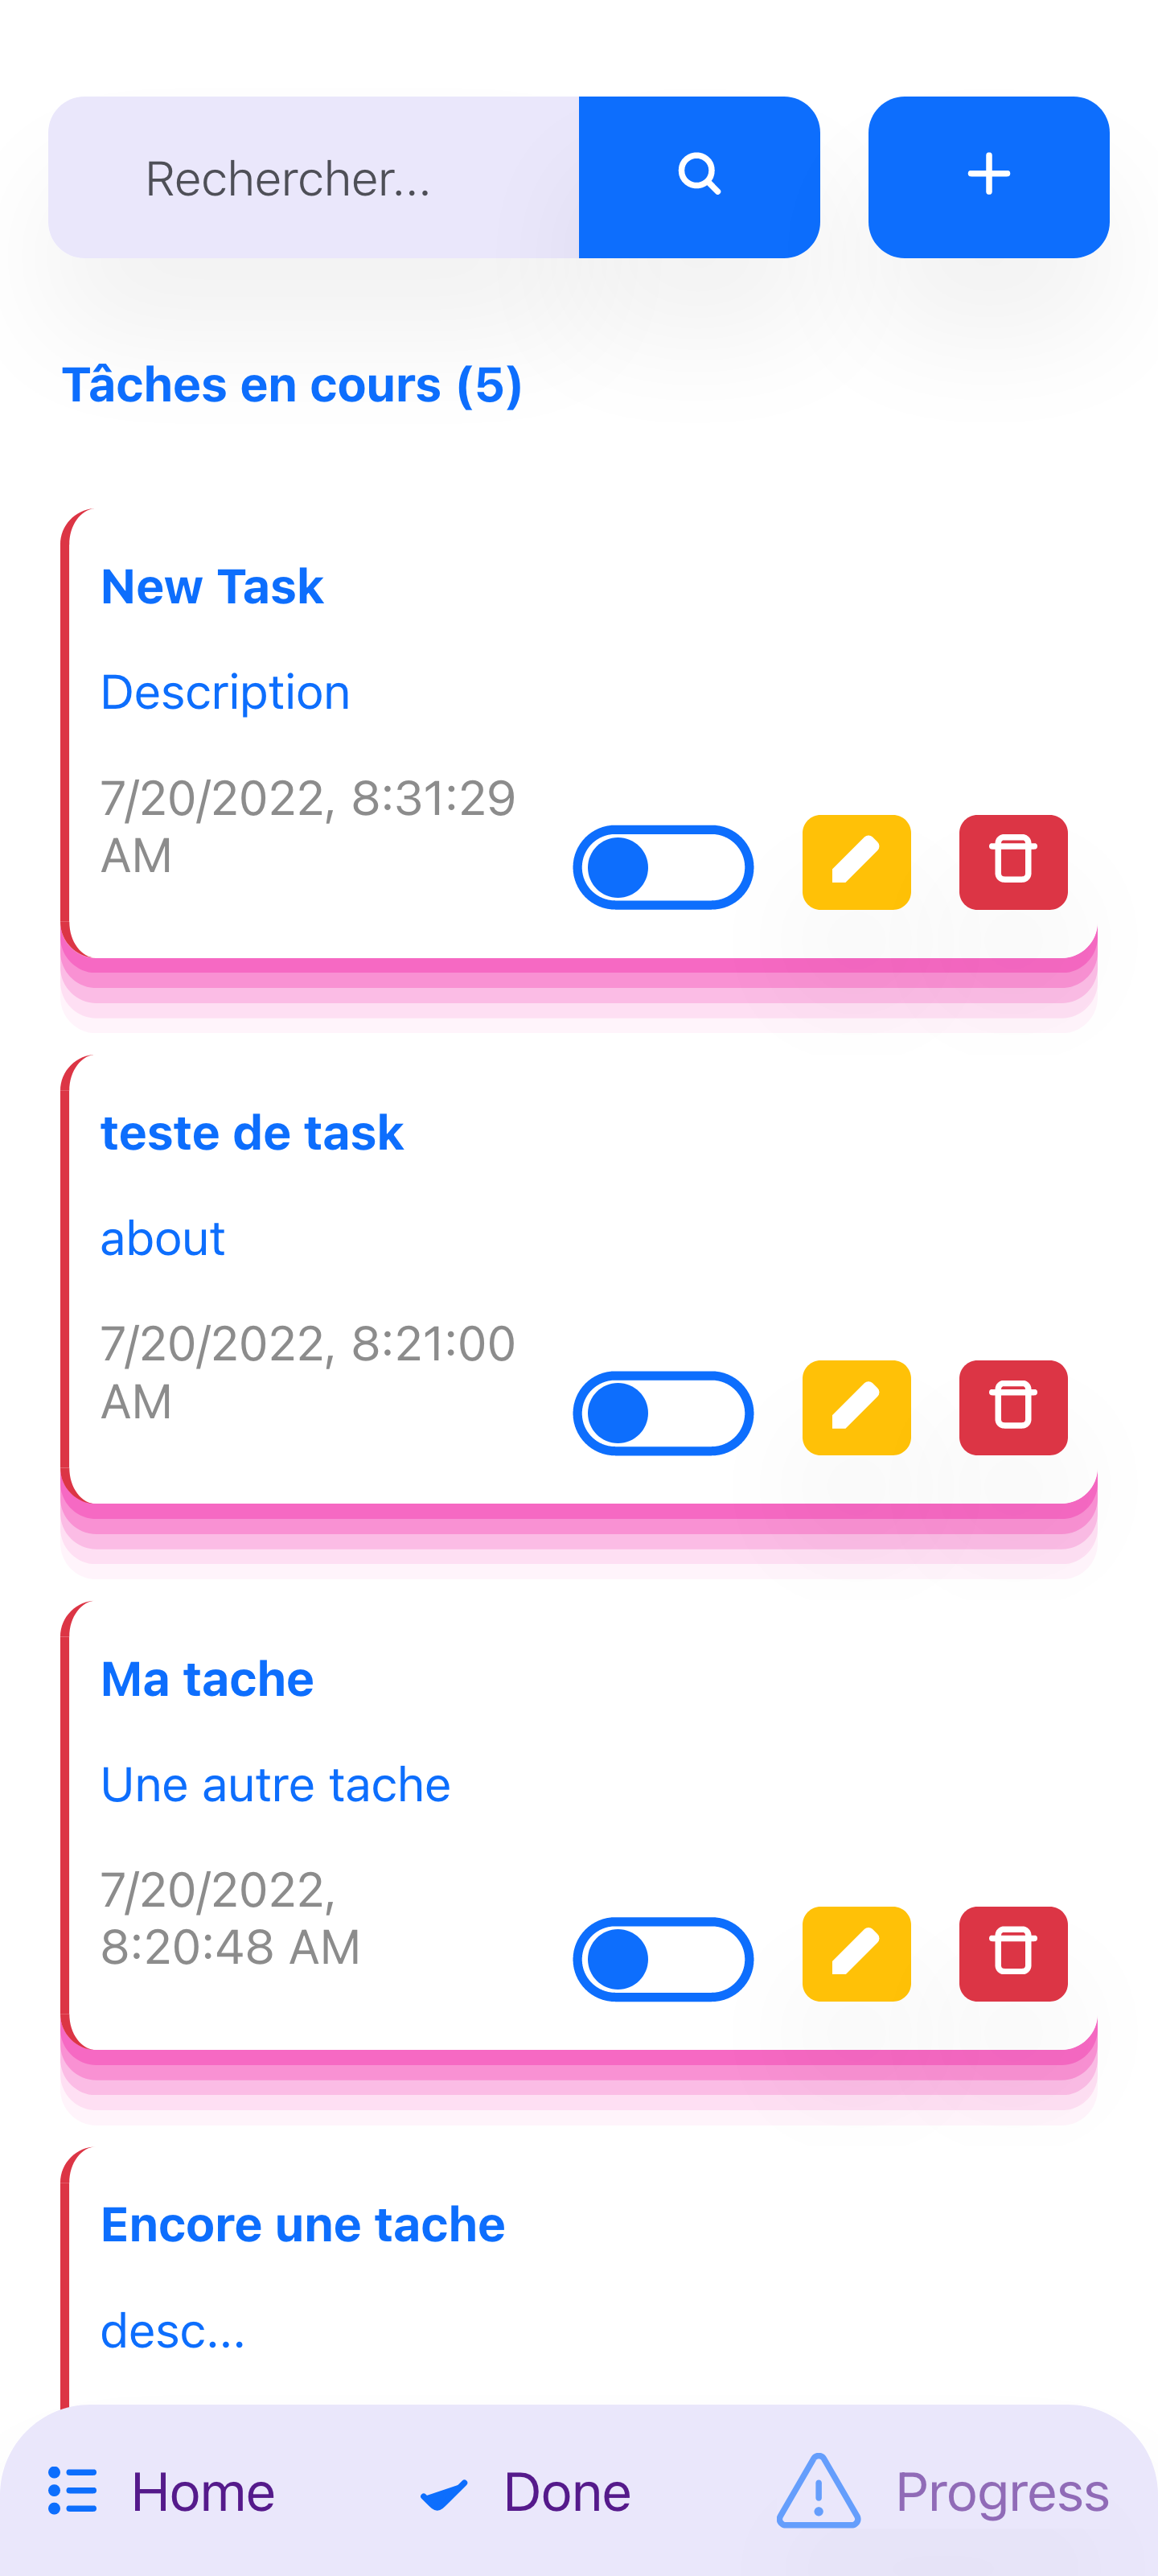 Rechercher...
Tâches en cours (5)
New Task
Description
7/20/2022, 8:31:29
AM
teste de task
about
7/20/2022, 8:21:00
AM
Ma tache
Une autre tache
7/20/2022,
8:20:48 AM
Encore une tache
desc...
Home Done Progress